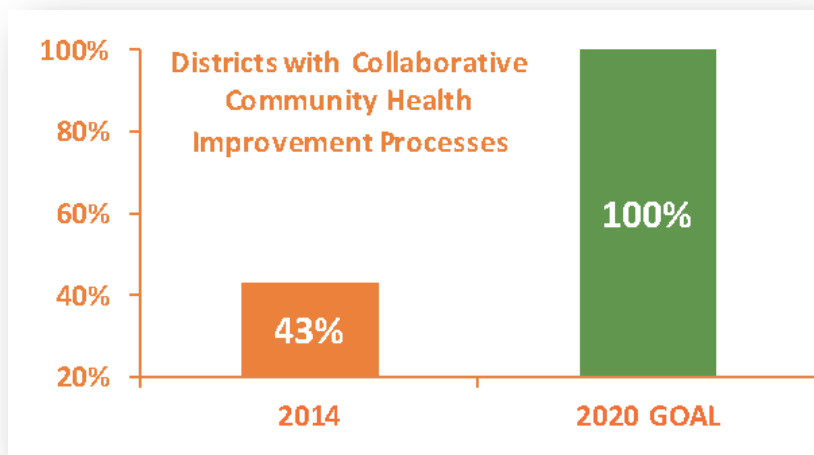 100%
Districts with Collaborative
Community Health
Improvement Processes
80%
60%
100%
40%
43%
20%
2014
2020 GOAL